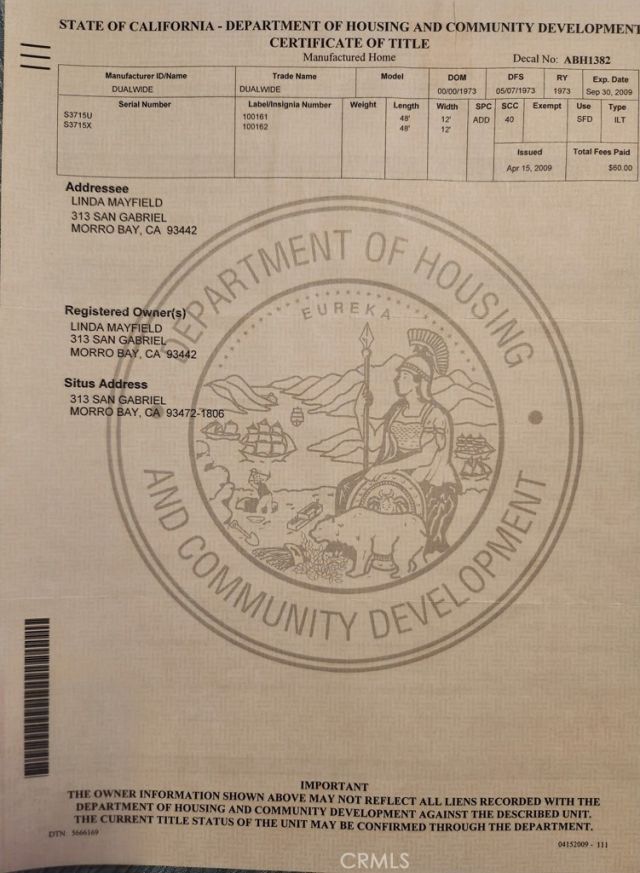 STATE OF CALIFORNIA - DEPARTMENT OF HOUSING AND COMMUNITY DEVELOPMENT
CERTIFICATE OF TITLE
Manufactured Home
Decal No: ABH1382
Manufacturer ID/Name Trade Name Model DOM DFS RY Exp. Date
DUALWIDE DUALWIDE 00/00/1973 05/07/1973 1973 Sep 30, 2009
Serial Number Label/Insignia Number Weight Length Width SPC SCC Exempt Use Type
S3715U 100161 48' 12' ADD 40 SFD ILT
S3715X 100162 48' 12'
Issued Total Fees Paid
Apr 15, 2009 $60.00
Addressee
LINDA MAYFIELD
313 SAN GABRIEL
MORRO BAY, CA 93442
Registered Owner(s)
LINDA MAYFIELD
313 SAN GABRIEL
MORRO BAY, CA 93442
Situs Address
313 SAN GABRIEL
MORRO BAY, CA 93472-1806
DEPARTMENT OF HOUSING
EUREKA
AND COMMUNITY DEVELOPMENT
IMPORTANT
THE OWNER INFORMATION SHOWN ABOVE MAY NOT REFLECT ALL LIENS RECORDED WITH THE
DEPARTMENT OF HOUSING AND COMMUNITY DEVELOPMENT AGAINST THE DESCRIBED UNIT.
THE CURRENT TITLE STATUS OF THE UNIT MAY BE CONFIRMED THROUGH THE DEPARTMENT.
DTN 5666169
04152009 - 111
CRMLS